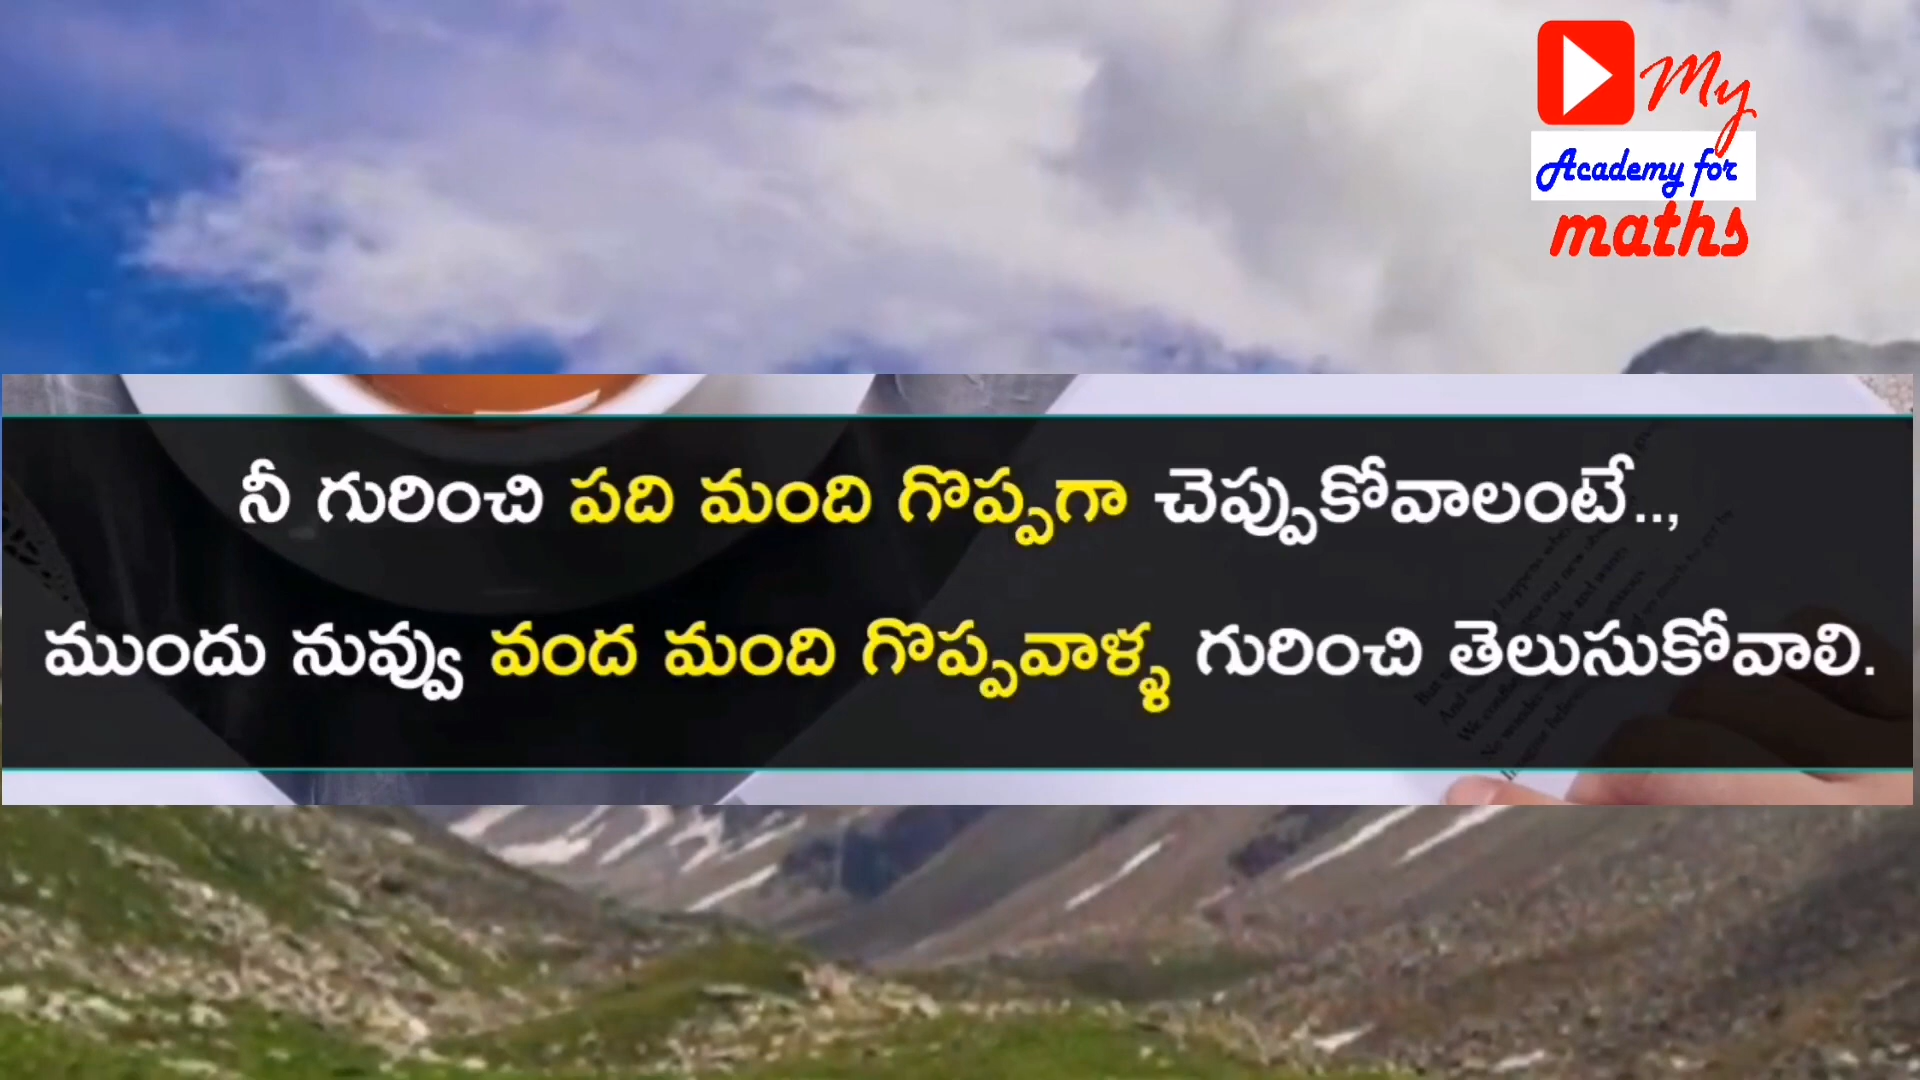 My
Academy for
maths
నీ గురించి పది మంది గొప్పగా చెప్పుకోవాలంటే..,
ముందు నువ్వు వంద మంది గొప్పవాళ్ళ గురించి తెలుసుకోవాలి.